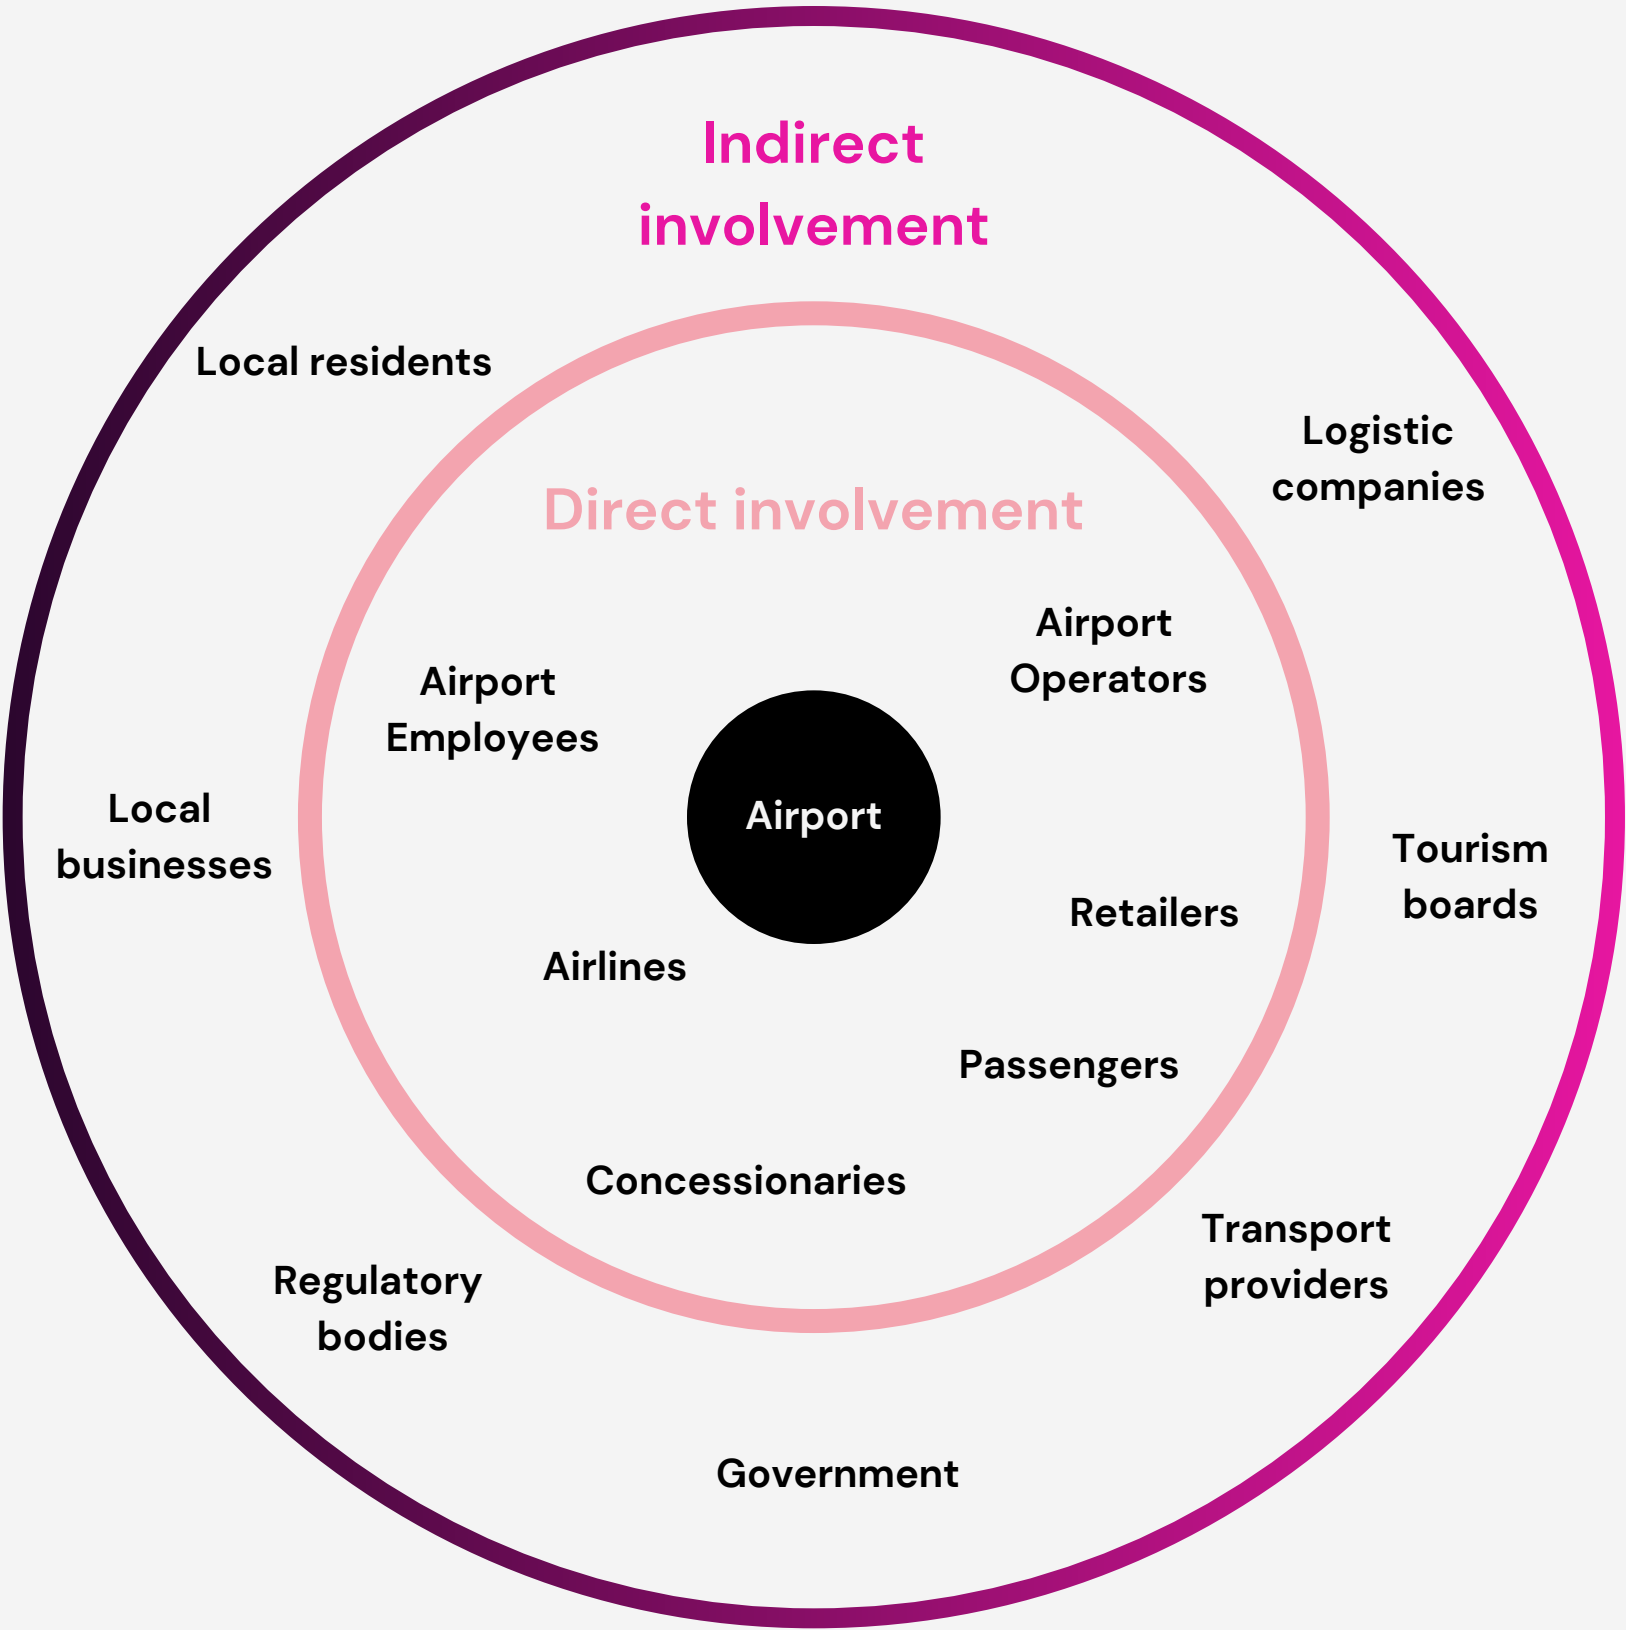 Indirect
involvement
Local residents
Logistic
companies
Direct involvement
Airport
Operators
Airport
Employees
Airport
Local
businesses
Tourism
boards
Retailers
Airlines
Passengers
Concessionaries
Transport
providers
Regulatory
bodies
Government